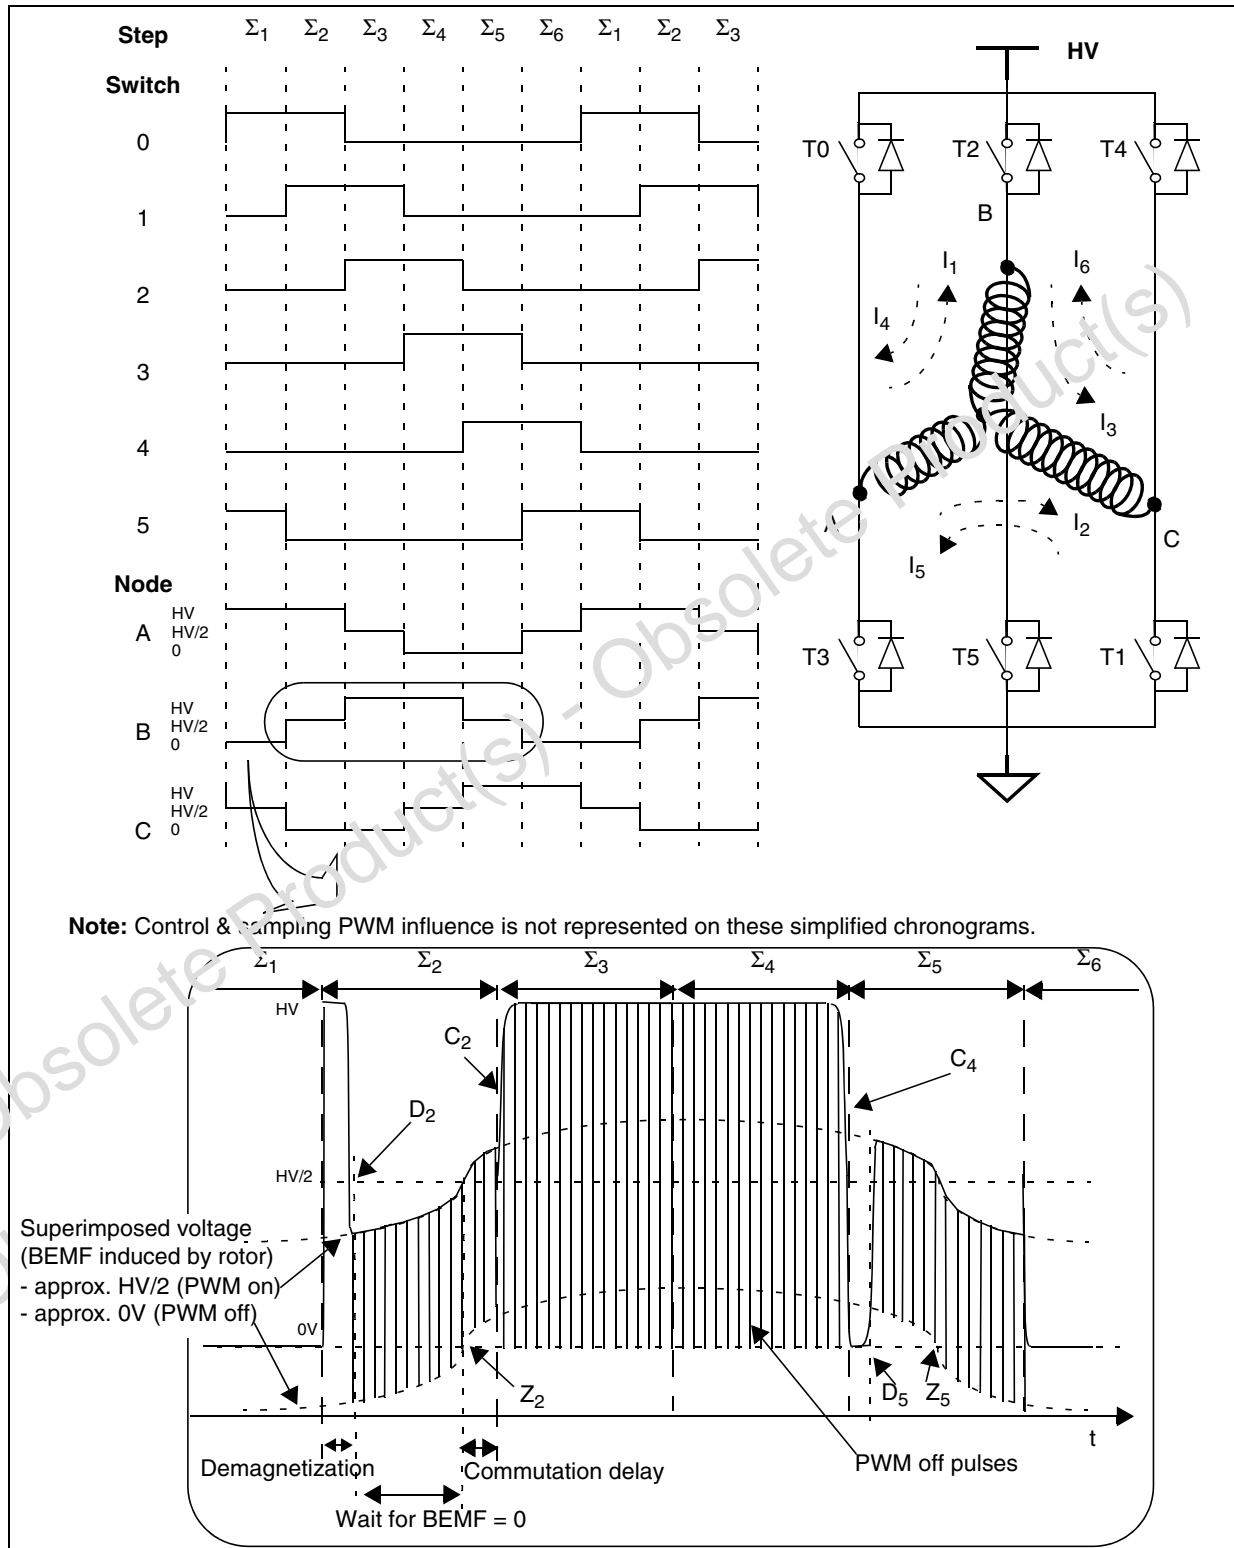 Step Σ1 Σ2 Σ3 Σ4 Σ5 Σ6 Σ1 Σ2 Σ3
Switch
0
1
2
3
4
5
Node
A HV HV/2 0
B HV HV/2 0
C HV HV/2 0
HV
T0 T2 T4
B
I1 I6
I4
I3
A
I2
C
I5
T3 T5 T1
Note: Control & sampling PWM influence is not represented on these simplified chronograms.
Σ1 Σ2 Σ3 Σ4 Σ5 Σ6
HV
C2
C4
D2
HV/2
Superimposed voltage
(BEMF induced by rotor)
- approx. HV/2 (PWM on)
- approx. 0V (PWM off)
0V
Z2
D5 Z5
t
Demagnetization
Commutation delay
PWM off pulses
Wait for BEMF = 0
Obsolete Product(s) - Obsolete Product(s)